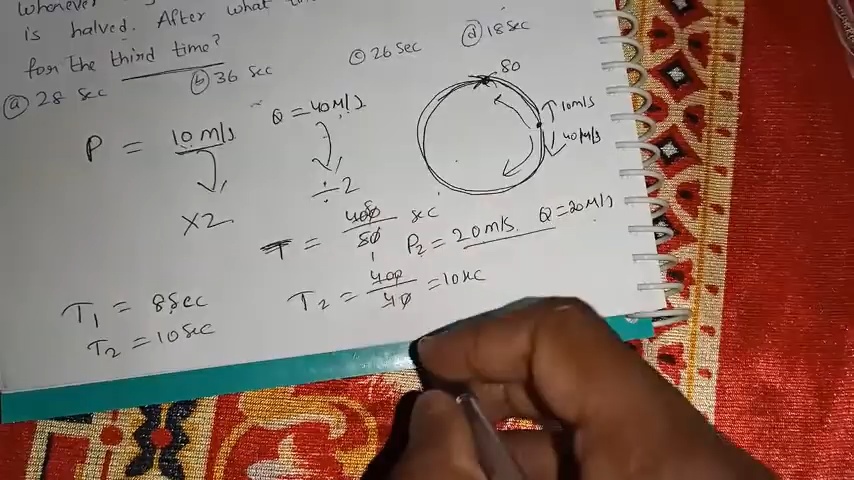 whenever
is halved. After what
for the third time?
(a) 28 sec (b) 36 sec (c) 26 sec (d) 18 sec
80
P = 10 m/s Q = 40 M/s
×2 ÷2
10 m/s
40 M/s
T = 400/50 sec 8
P2 = 20 m/s. Q = 20 M/s
T1 = 8 sec T2 = 400/40 = 10 sec
T2 = 10 sec